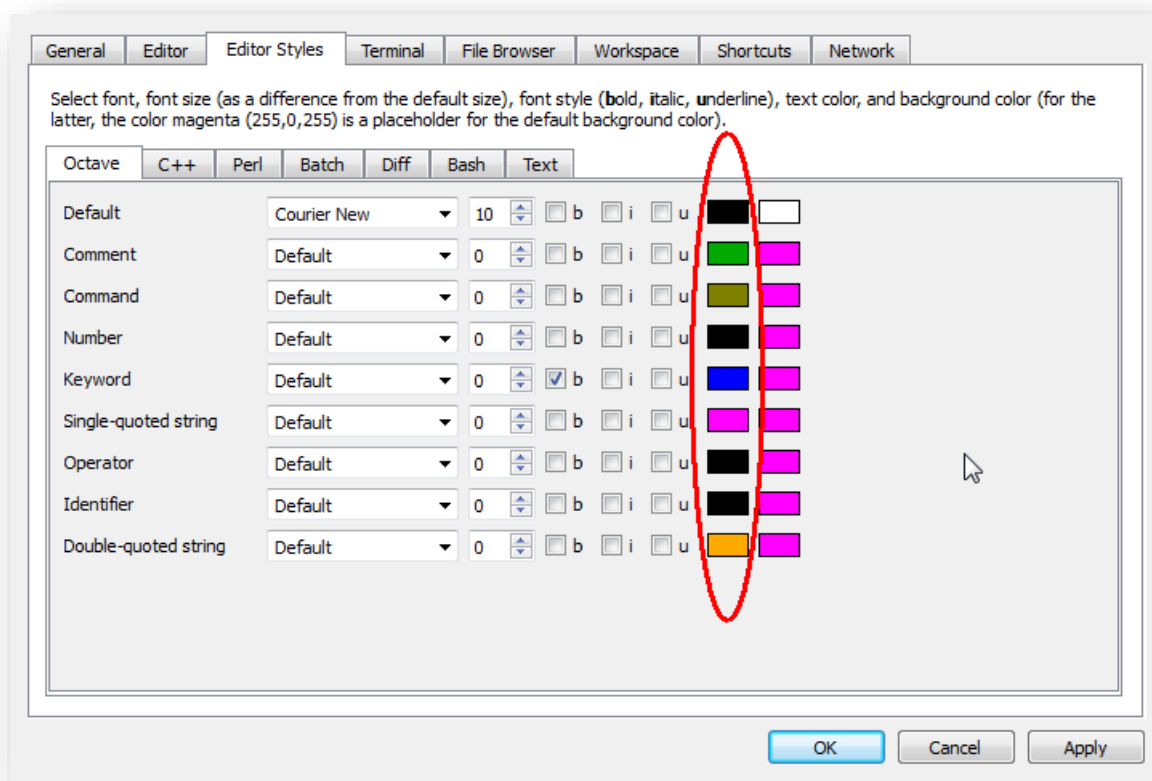 General Editor Editor Styles Terminal File Browser Workspace Shortcuts Network
Select font, font size (as a difference from the default size), font style (bold, italic, underline), text color, and background color (for the
latter, the color magenta (255,0,255) is a placeholder for the default background color).
Octave C++ Perl Batch Diff Bash Text
Default Courier New 10 b i u
Comment Default 0 b i u
Command Default 0 b i u
Number Default 0 b i u
Keyword Default 0 b i u
Single-quoted string Default 0 b i u
Operator Default 0 b i u
Identifier Default 0 b i u
Double-quoted string Default 0 b i u
OK Cancel Apply